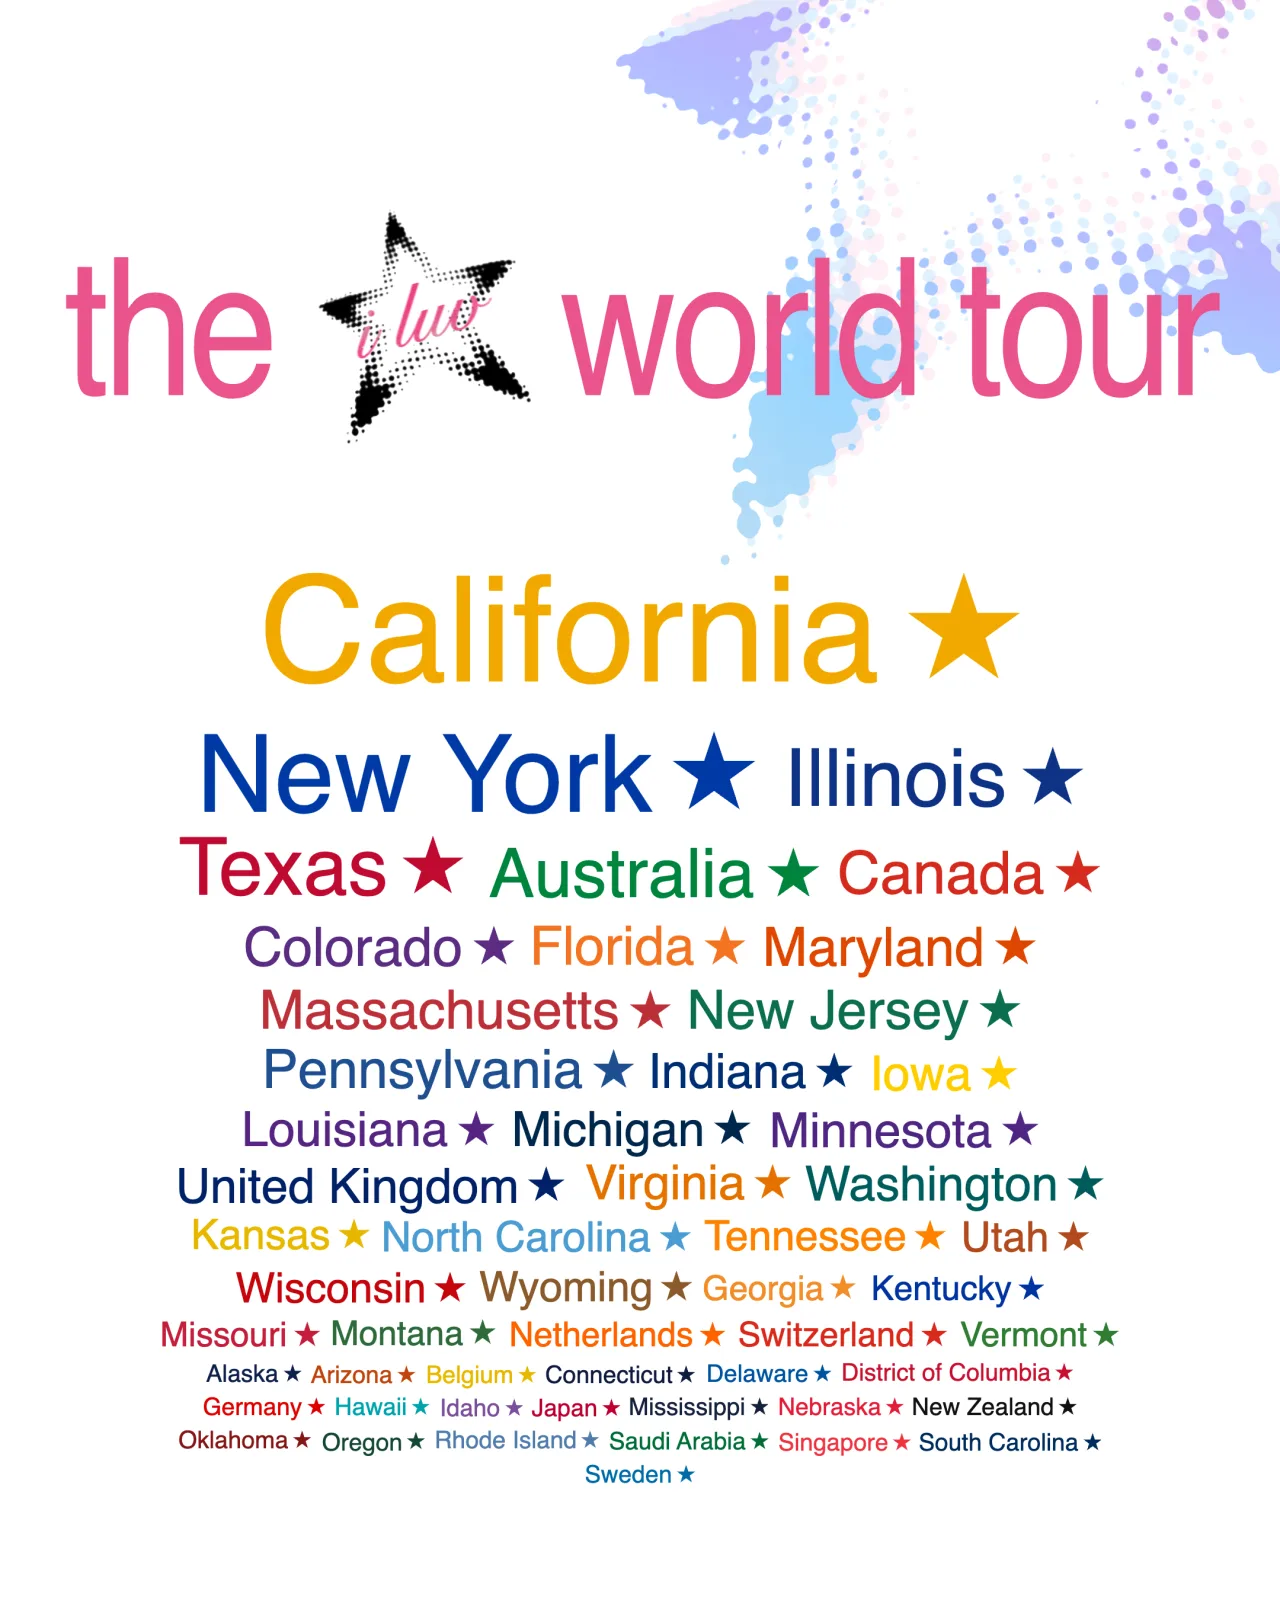 the i luv world tour
California ★
New York ★ Illinois ★
Texas ★ Australia ★ Canada ★
Colorado ★ Florida ★ Maryland ★
Massachusetts ★ New Jersey ★
Pennsylvania ★ Indiana ★ Iowa ★
Louisiana ★ Michigan ★ Minnesota ★
United Kingdom ★ Virginia ★ Washington ★
Kansas ★ North Carolina ★ Tennessee ★ Utah ★
Wisconsin ★ Wyoming ★ Georgia ★ Kentucky ★
Missouri ★ Montana ★ Netherlands ★ Switzerland ★ Vermont ★
Alaska ★ Arizona ★ Belgium ★ Connecticut ★ Delaware ★ District of Columbia ★
Germany ★ Hawaii ★ Idaho ★ Japan ★ Mississippi ★ Nebraska ★ New Zealand ★
Oklahoma ★ Oregon ★ Rhode Island ★ Saudi Arabia ★ Singapore ★ South Carolina ★
Sweden ★